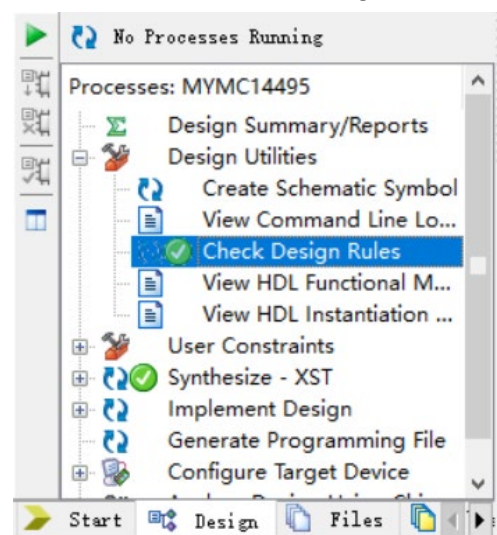 No Processes Running
Processes: MYMC14495
Design Summary/Reports
Design Utilities
Create Schematic Symbol
View Command Line Lo...
Check Design Rules
View HDL Functional M...
View HDL Instantiation ...
User Constraints
Synthesize - XST
Implement Design
Generate Programming File
Configure Target Device
Start Design Files